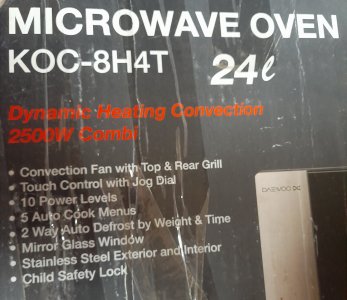 MICROWAVE OVEN
KOC-8H4T 24ℓ
Dynamic Heating Convection
2500W Combi
• Convection Fan with Top & Rear Grill
• Touch Control with Jog Dial
• 10 Power Levels
• 5 Auto Cook Menus
• 2 Way Auto Defrost by Weight & Time
• Mirror Glass Window
• Stainless Steel Exterior and Interior
• Child Safety Lock
DAEWOO